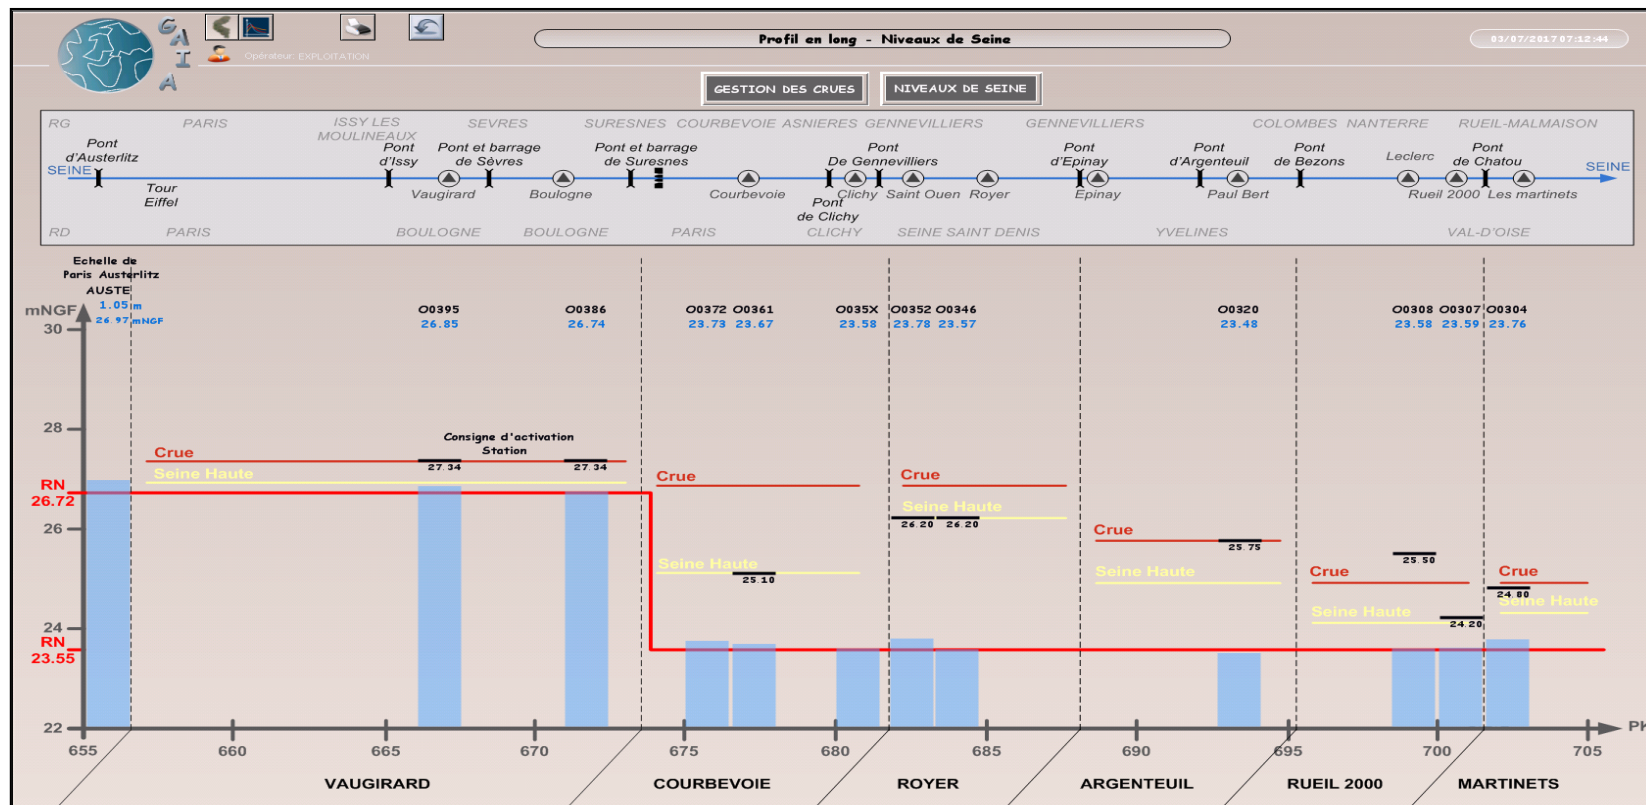 GAIA
Profil en long - Niveaux de Seine
03/07/2017 07:12:44
Opérateur: EXPLOITATION
GESTION DES CRUES
NIVEAUX DE SEINE
RG PARIS ISSY LES MOULINEAUX SEVRES SURESNES COURBEVOIE ASNIERES GENNEVILLIERS GENNEVILLIERS COLOMBES NANTERRE RUEIL-MALMAISON
Pont d'Austerlitz
Pont d'Issy
Pont et barrage de Sèvres
Pont et barrage de Suresnes
Pont De Gennevilliers
Pont d'Epinay
Pont d'Argenteuil
Pont de Bezons
Leclerc
Pont de Chatou
SEINE
SEINE
Tour Eiffel
Vaugirard
Boulogne
Courbevoie
Clichy
Saint Ouen
Royer
Epinay
Paul Bert
Rueil 2000
Les martinets
Pont de Clichy
RD PARIS BOULOGNE BOULOGNE PARIS CLICHY SEINE SAINT DENIS YVELINES VAL-D'OISE
Echelle de
Paris Austerlitz
AUSTE
1.05 m
26.97 mNGF
mNGF
O0395 O0386 O0372 O0361 O035X O0352 O0346 O0320 O0308 O0307 O0304
26.85 26.74 23.73 23.67 23.58 23.78 23.57 23.48 23.58 23.59 23.76
30
28
Consigne d'activation
Station
Crue
27.34 27.34
Seine Haute
RN
26.72
Crue
Seine Haute
25.10
Crue
Seine Haute
26.20 26.20
26
Crue
25.75
Seine Haute
25.50
Crue
Seine Haute
24.20
Crue
24.80
Seine Haute
24
RN
23.55
22
655 660 665 670 675 680 685 690 695 700 705
PK
VAUGIRARD COURBEVOIE ROYER ARGENTEUIL RUEIL 2000 MARTINETS